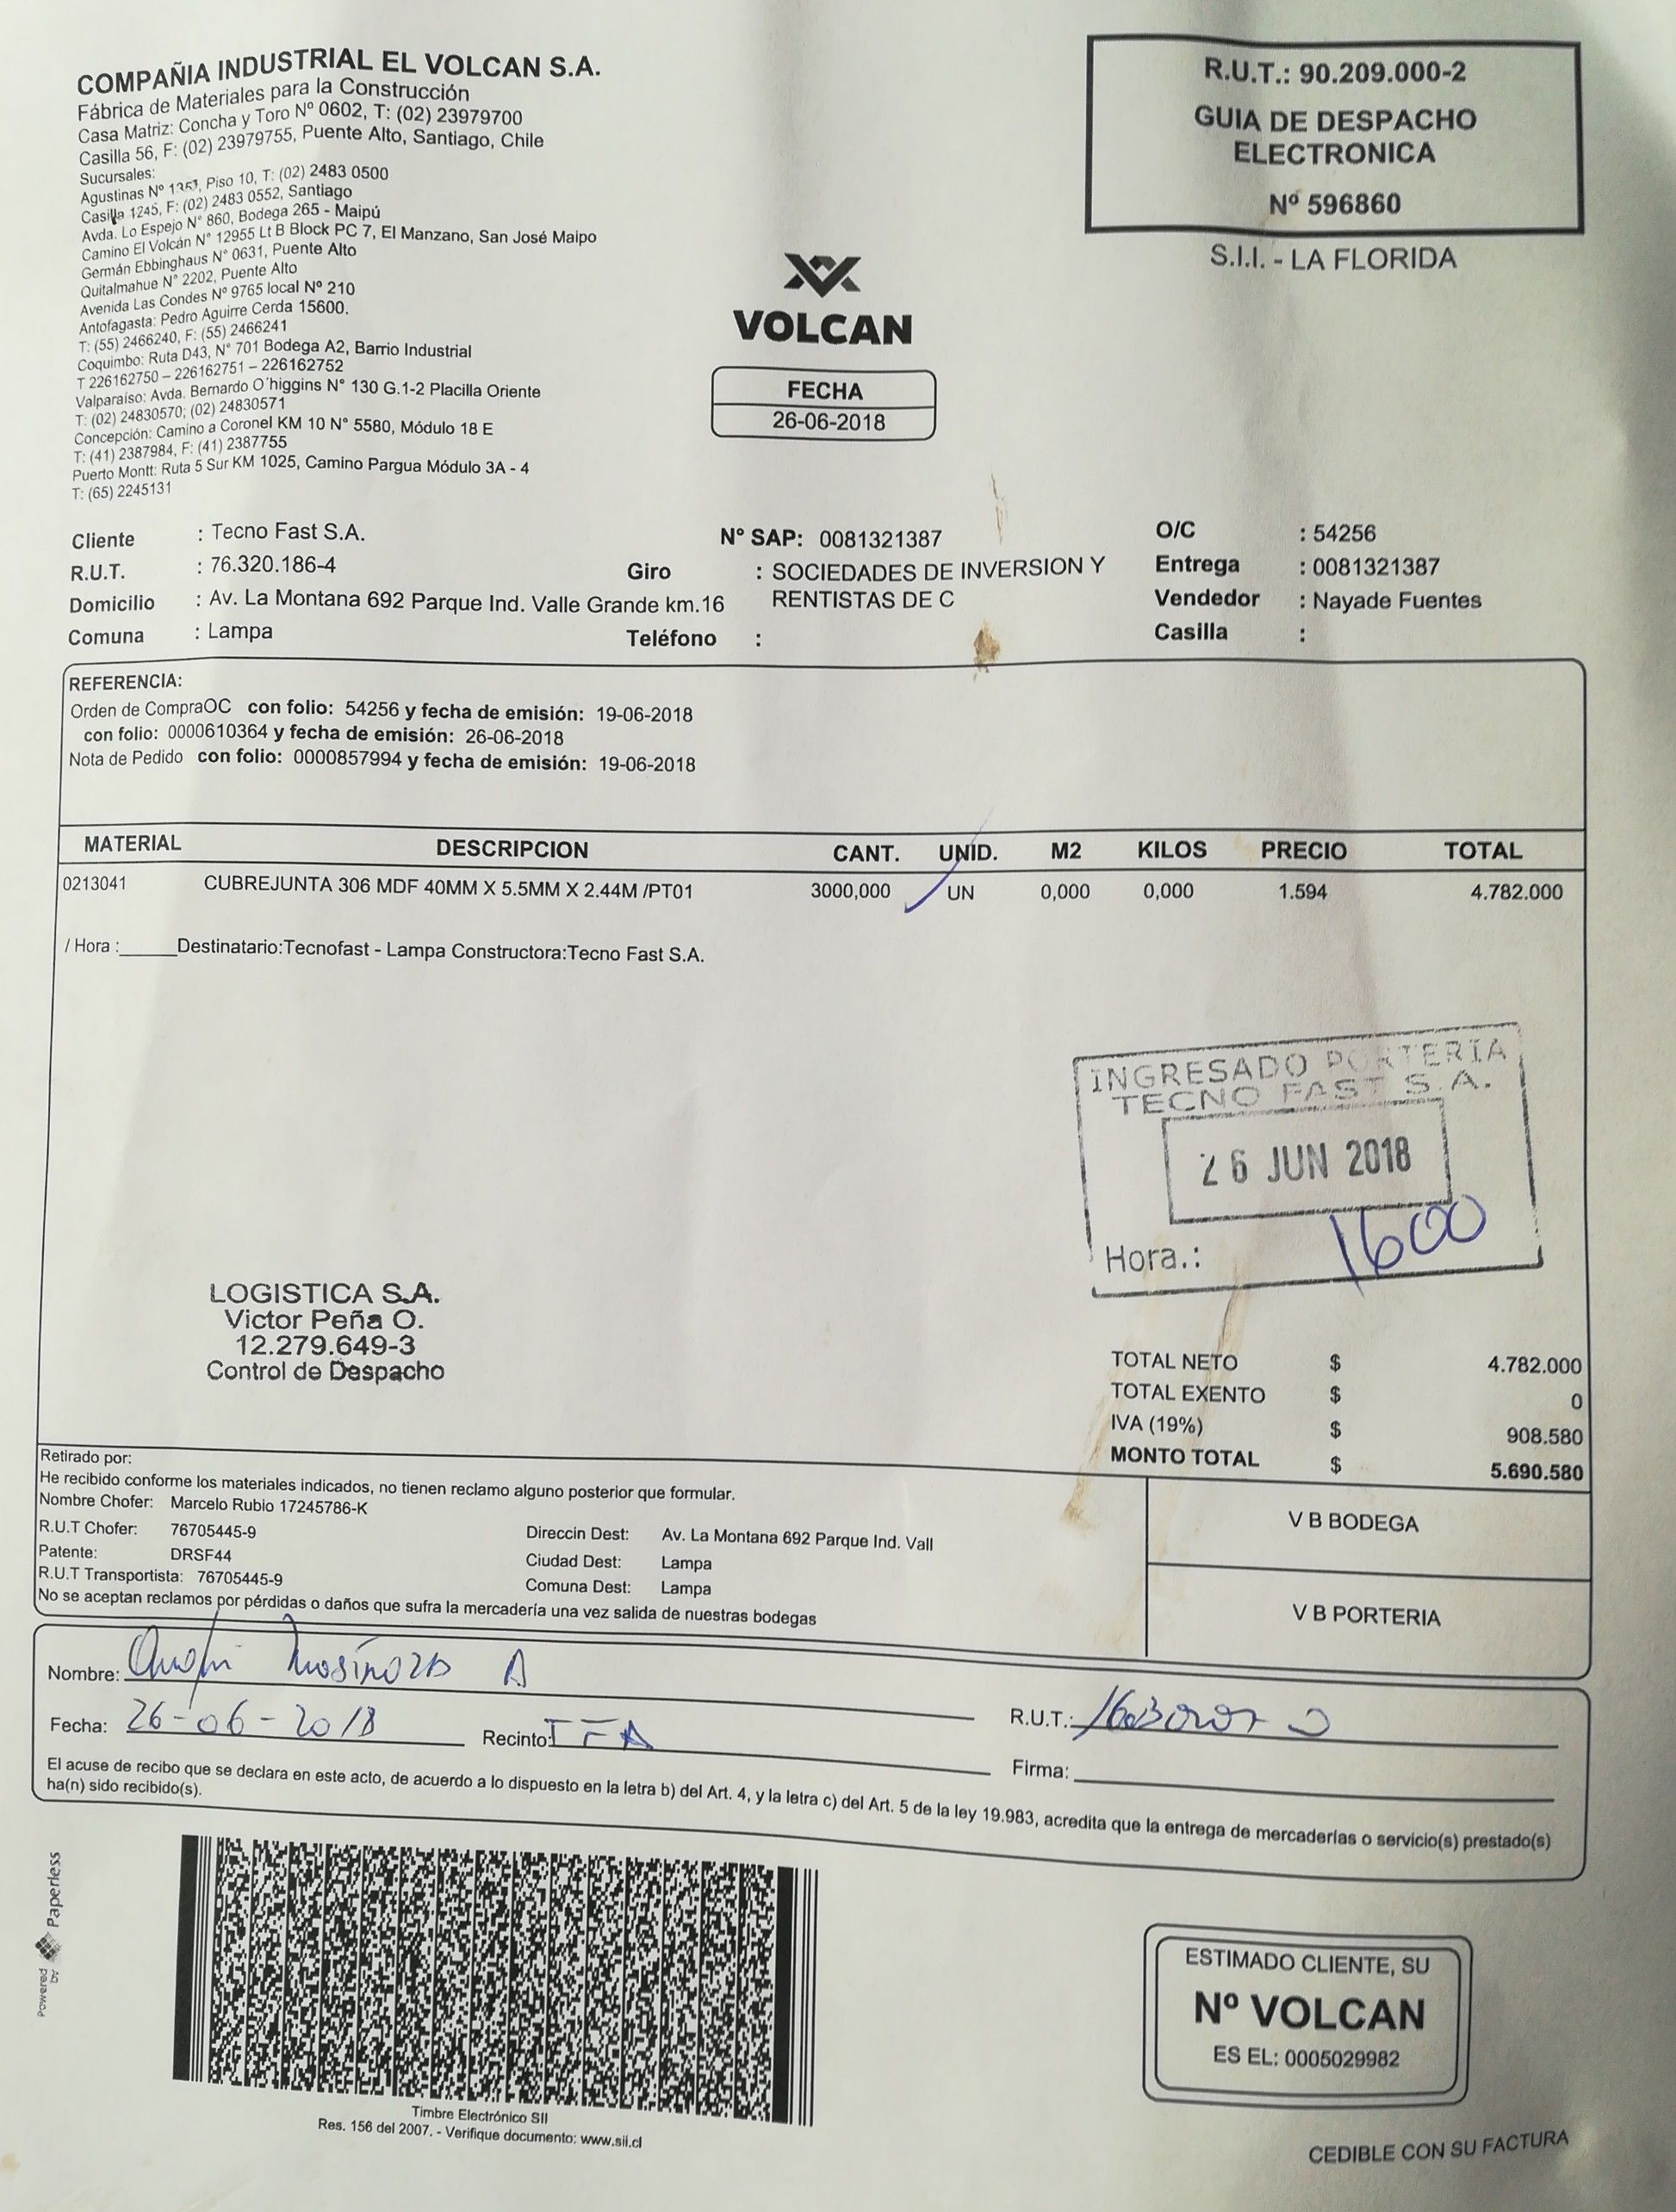 COMPAÑIA INDUSTRIAL EL VOLCAN S.A.
Fábrica de Materiales para la Construcción
Casa Matriz: Concha y Toro Nº 0602, T: (02) 23979700
Casilla 56, F: (02) 23979755, Puente Alto, Santiago, Chile
Sucursales:
Agustinas Nº 1357, Piso 10, T: (02) 2483 0500
Casilla 1245, F: (02) 2483 0552, Santiago
Avda. Lo Espejo N° 860, Bodega 265 - Maipú
Camino El Volcán N° 12955 Lt B Block PC 7, El Manzano, San José Maipo
Germán Ebbinghaus N° 0631, Puente Alto
Quitalmahue N° 2202, Puente Alto
Avenida Las Condes Nº 9765 local Nº 210
Antofagasta: Pedro Aguirre Cerda 15600.
T: (55) 2466240, F: (55) 2466241
Coquimbo: Ruta D43, N° 701 Bodega A2, Barrio Industrial
T 226162750 – 226162751 – 226162752
Valparaíso: Avda. Bernardo O´higgins N° 130 G.1-2 Placilla Oriente
T: (02) 24830570; (02) 24830571
Concepción: Camino a Coronel KM 10 N° 5580, Módulo 18 E
T: (41) 2387984, F: (41) 2387755
Puerto Montt: Ruta 5 Sur KM 1025, Camino Pargua Módulo 3A - 4
T: (65) 2245131
R.U.T.: 90.209.000-2
GUIA DE DESPACHO
ELECTRONICA
Nº 596860
S.I.I. - LA FLORIDA
VOLCAN
FECHA
26-06-2018
Cliente : Tecno Fast S.A. N° SAP: 0081321387 O/C : 54256
R.U.T. : 76.320.186-4 Giro : SOCIEDADES DE INVERSION Y Entrega : 0081321387
Domicilio : Av. La Montana 692 Parque Ind. Valle Grande km.16 RENTISTAS DE C Vendedor : Nayade Fuentes
Comuna : Lampa Teléfono : Casilla :
REFERENCIA:
Orden de CompraOC con folio: 54256 y fecha de emisión: 19-06-2018
con folio: 0000610364 y fecha de emisión: 26-06-2018
Nota de Pedido con folio: 0000857994 y fecha de emisión: 19-06-2018
MATERIAL DESCRIPCION CANT. UNID. M2 KILOS PRECIO TOTAL
0213041 CUBREJUNTA 306 MDF 40MM X 5.5MM X 2.44M /PT01 3000,000 UN 0,000 0,000 1.594 4.782.000
/ Hora :______Destinatario:Tecnofast - Lampa Constructora:Tecno Fast S.A.
INGRESADO PORTERIA
TECNO FAST S.A.
26 JUN 2018
Hora.: 1600
LOGISTICA S.A.
Victor Peña O.
12.279.649-3
Control de Despacho
TOTAL NETO $ 4.782.000
TOTAL EXENTO $ 0
IVA (19%) $ 908.580
MONTO TOTAL $ 5.690.580
Retirado por:
He recibido conforme los materiales indicados, no tienen reclamo alguno posterior que formular.
Nombre Chofer: Marcelo Rubio 17245786-K
R.U.T Chofer: 76705445-9 Direccin Dest: Av. La Montana 692 Parque Ind. Vall
Patente: DRSF44 Ciudad Dest: Lampa
R.U.T Transportista: 76705445-9 Comuna Dest: Lampa
No se aceptan reclamos por pérdidas o daños que sufra la mercadería una vez salida de nuestras bodegas
V B BODEGA
V B PORTERIA
Nombre: A
Fecha: 26-06-2018 Recinto: TFA R.U.T.:
Firma:
El acuse de recibo que se declara en este acto, de acuerdo a lo dispuesto en la letra b) del Art. 4, y la letra c) del Art. 5 de la ley 19.983, acredita que la entrega de mercaderías o servicio(s) prestado(s)
ha(n) sido recibido(s).
powered by Paperless
Timbre Electrónico SII
Res. 156 del 2007. - Verifique documento: www.sii.cl
ESTIMADO CLIENTE, SU
Nº VOLCAN
ES EL: 0005029982
CEDIBLE CON SU FACTURA